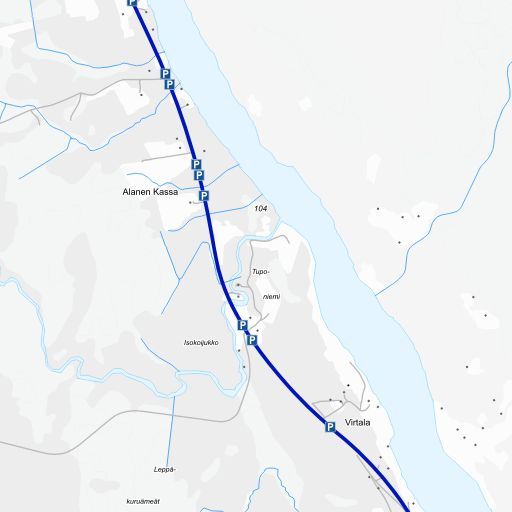 P
P
P
P
P
Alanen Kassa
P
104
Tupo-
niemi
P
P
Isokoijukko
Virtala
P
Leppä-
kuruämeät